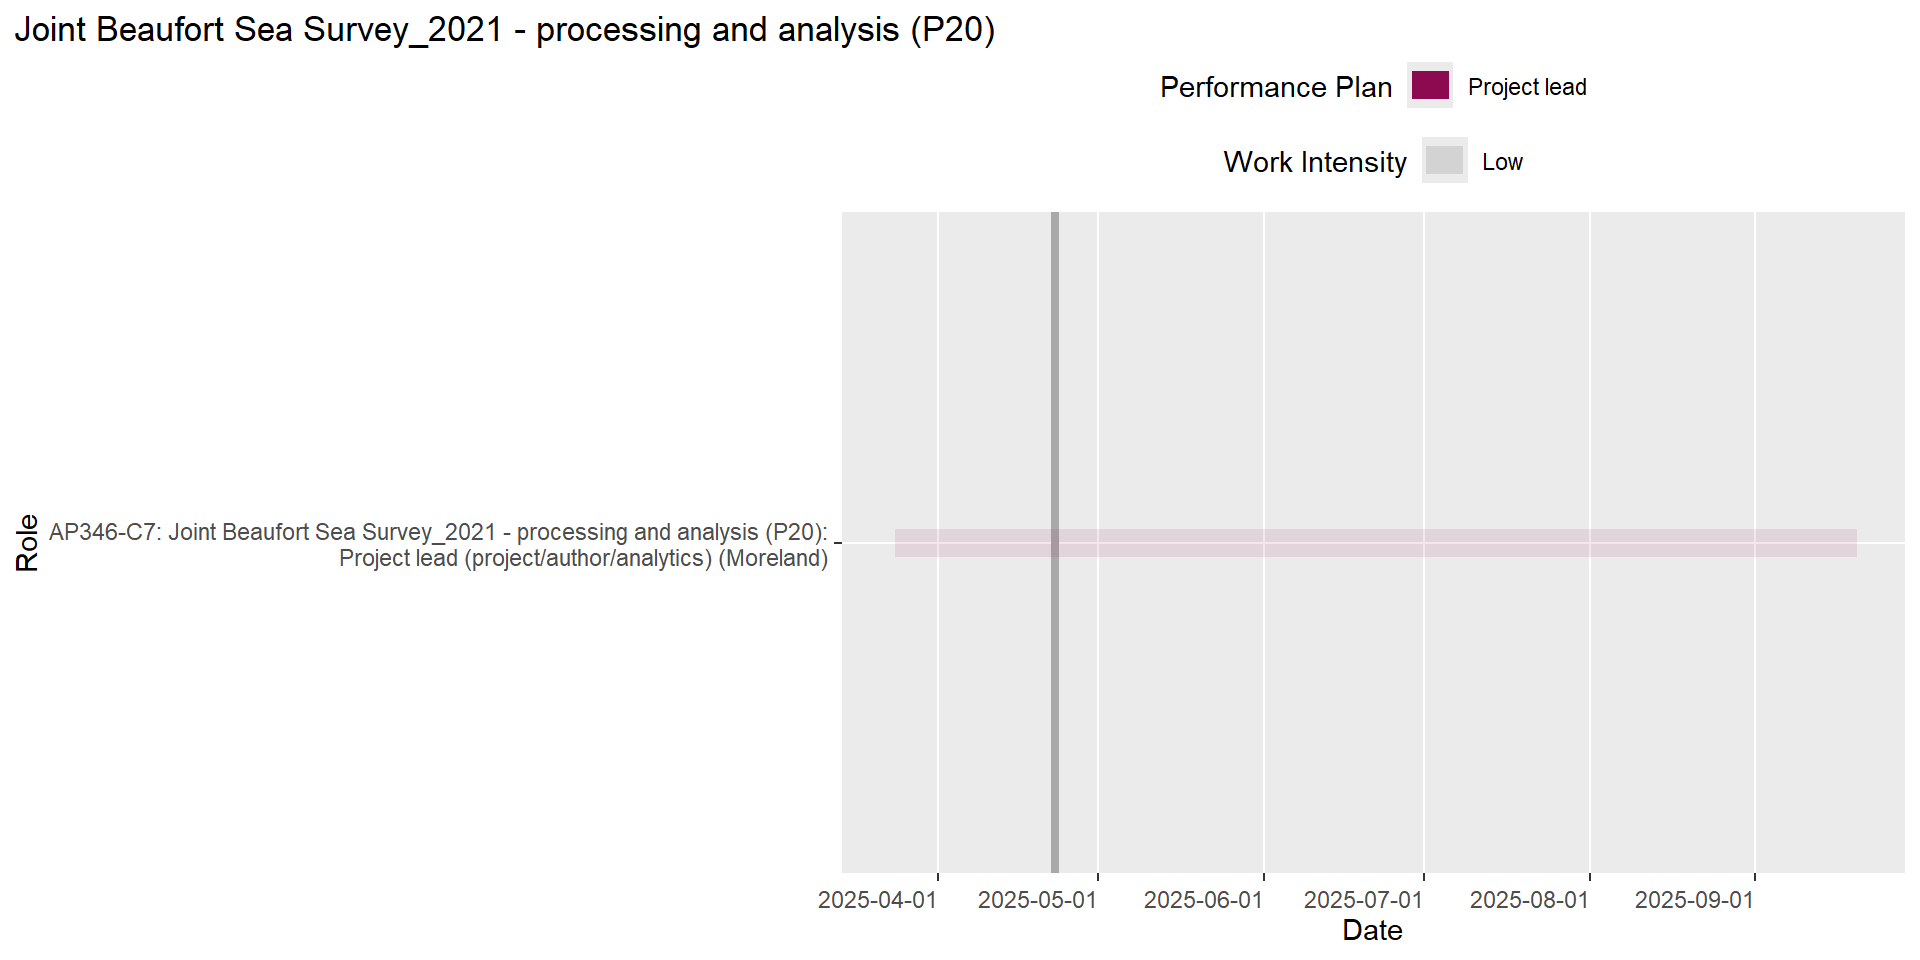 Joint Beaufort Sea Survey_2021 - processing and analysis (P20)
Performance Plan
Project lead
Work Intensity
Low
Role
AP346-C7: Joint Beaufort Sea Survey_2021 - processing and analysis (P20):
Project lead (project/author/analytics) (Moreland)
2025-04-01
2025-05-01
2025-06-01
2025-07-01
2025-08-01
2025-09-01
Date